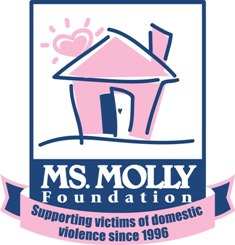 MS. MOLLY
Foundation
Supporting victims of domestic
violence since 1996